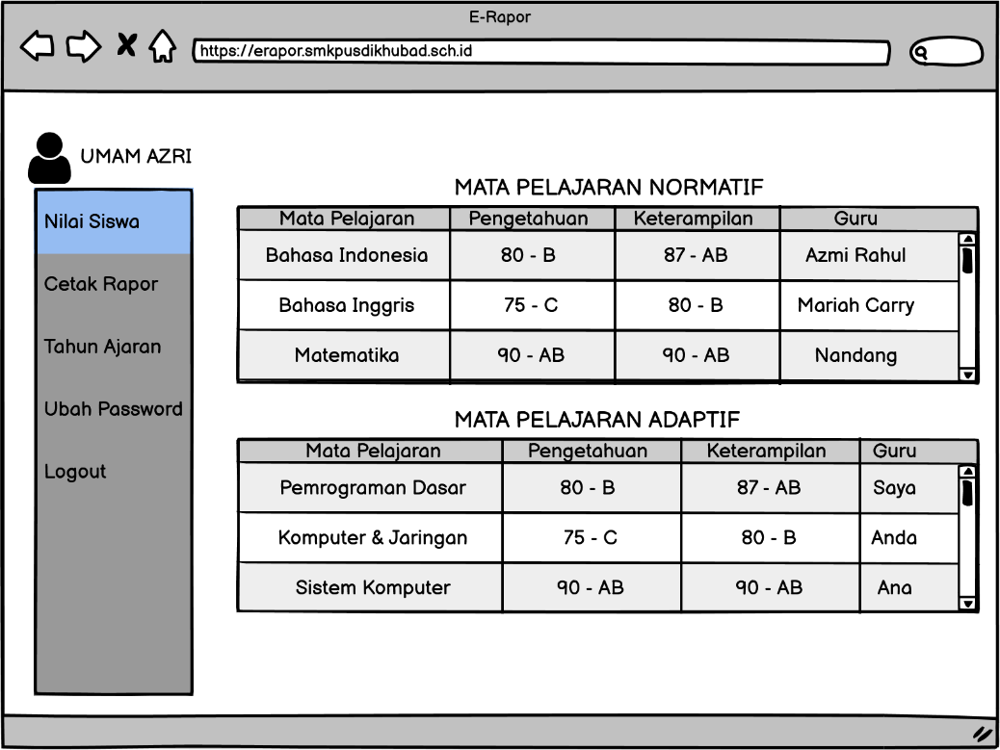 E-Rapor
https://erapor.smkpusdikhubad.sch.id
UMAM AZRI
Nilai Siswa
Cetak Rapor
Tahun Ajaran
Ubah Password
Logout
MATA PELAJARAN NORMATIF
Mata Pelajaran Pengetahuan Keterampilan Guru
Bahasa Indonesia 80 - B 87 - AB Azmi Rahul
Bahasa Inggris 75 - C 80 - B Mariah Carry
Matematika 90 - AB 90 - AB Nandang
MATA PELAJARAN ADAPTIF
Mata Pelajaran Pengetahuan Keterampilan Guru
Pemrograman Dasar 80 - B 87 - AB Saya
Komputer & Jaringan 75 - C 80 - B Anda
Sistem Komputer 90 - AB 90 - AB Ana